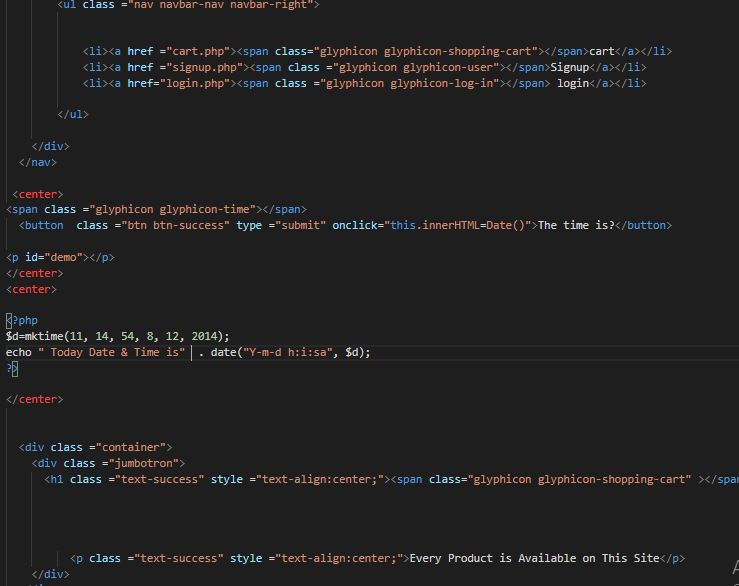 <ul class ="nav navbar-nav navbar-right">
<li><a href ="cart.php"><span class="glyphicon glyphicon-shopping-cart"></span>cart</a></li>
<li><a href ="signup.php"><span class ="glyphicon glyphicon-user"></span>Signup</a></li>
<li><a href="login.php"><span class ="glyphicon glyphicon-log-in"></span> login</a></li>
</ul>
</div>
</nav>
<center>
<span class ="glyphicon glyphicon-time"></span>
<button  class ="btn btn-success" type ="submit" onclick="this.innerHTML=Date()">The time is?</button>
<p id="demo"></p>
</center>
<center>
<?php
$d=mktime(11, 14, 54, 8, 12, 2014);
echo " Today Date & Time is"  . date("Y-m-d h:i:sa", $d);
?>
</center>
<div class ="container">
<div class ="jumbotron">
<h1 class ="text-success" style ="text-align:center;"><span class="glyphicon glyphicon-shopping-cart" ></span
<p class ="text-success" style ="text-align:center;">Every Product is Available on This Site</p>
</div>